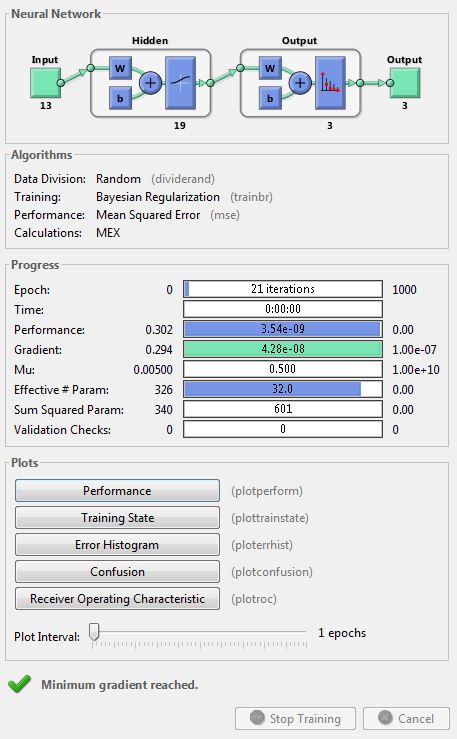 Neural Network
Hidden Output
Input Output
W W
b b
13 19 3 3
Algorithms
Data Division: Random (dividerand)
Training: Bayesian Regularization (trainbr)
Performance: Mean Squared Error (mse)
Calculations: MEX
Progress
Epoch: 0 21 iterations 1000
Time: 0:00:00
Performance: 0.302 3.54e-09 0.00
Gradient: 0.294 4.28e-08 1.00e-07
Mu: 0.00500 0.500 1.00e+10
Effective # Param: 326 32.0 0.00
Sum Squared Param: 340 601 0.00
Validation Checks: 0 0 0
Plots
Performance (plotperform)
Training State (plottrainstate)
Error Histogram (ploterrhist)
Confusion (plotconfusion)
Receiver Operating Characteristic (plotroc)
Plot Interval: 1 epochs
Minimum gradient reached.
Stop Training Cancel